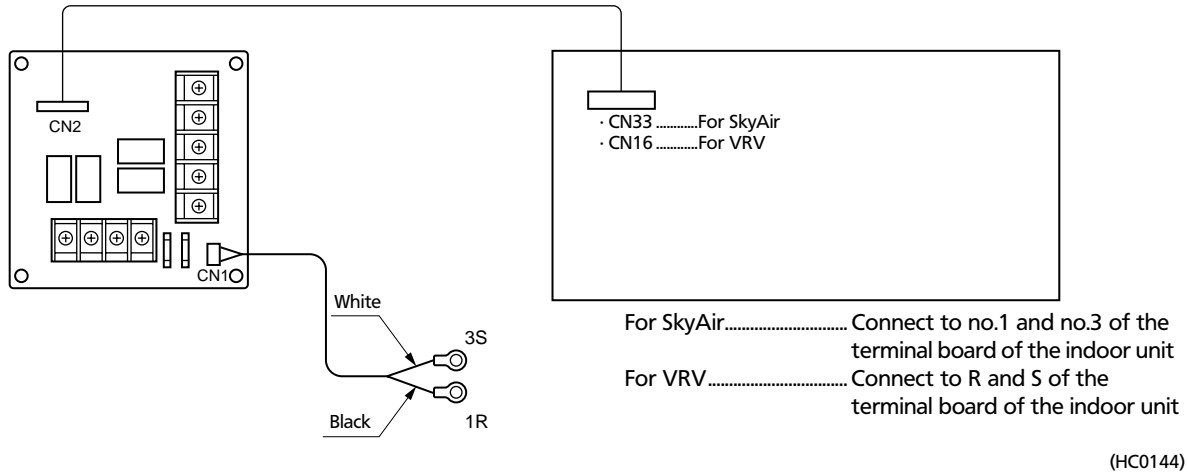 CN2
· CN33 ............For SkyAir
· CN16 ............For VRV
CN1
White
3S
Black
1R
For SkyAir............................. Connect to no.1 and no.3 of the
terminal board of the indoor unit
For VRV................................. Connect to R and S of the
terminal board of the indoor unit
(HC0144)